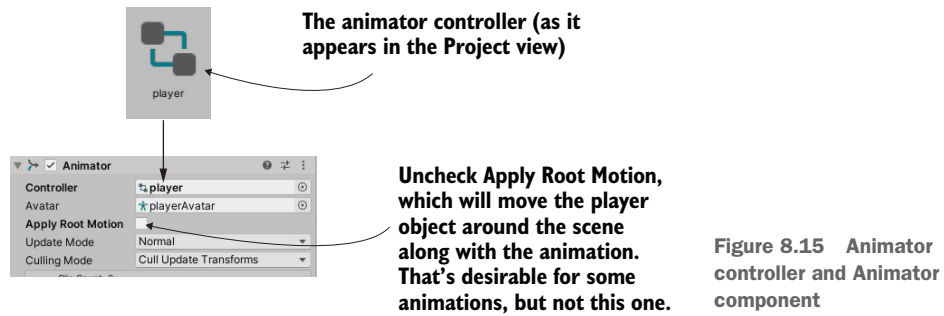 The animator controller (as it
appears in the Project view)
player
Animator
Controller
player
Avatar
playerAvatar
Apply Root Motion
Update Mode
Normal
Culling Mode
Cull Update Transforms
Uncheck Apply Root Motion,
which will move the player
object around the scene
along with the animation.
That's desirable for some
animations, but not this one.
Figure 8.15 Animator
controller and Animator
component